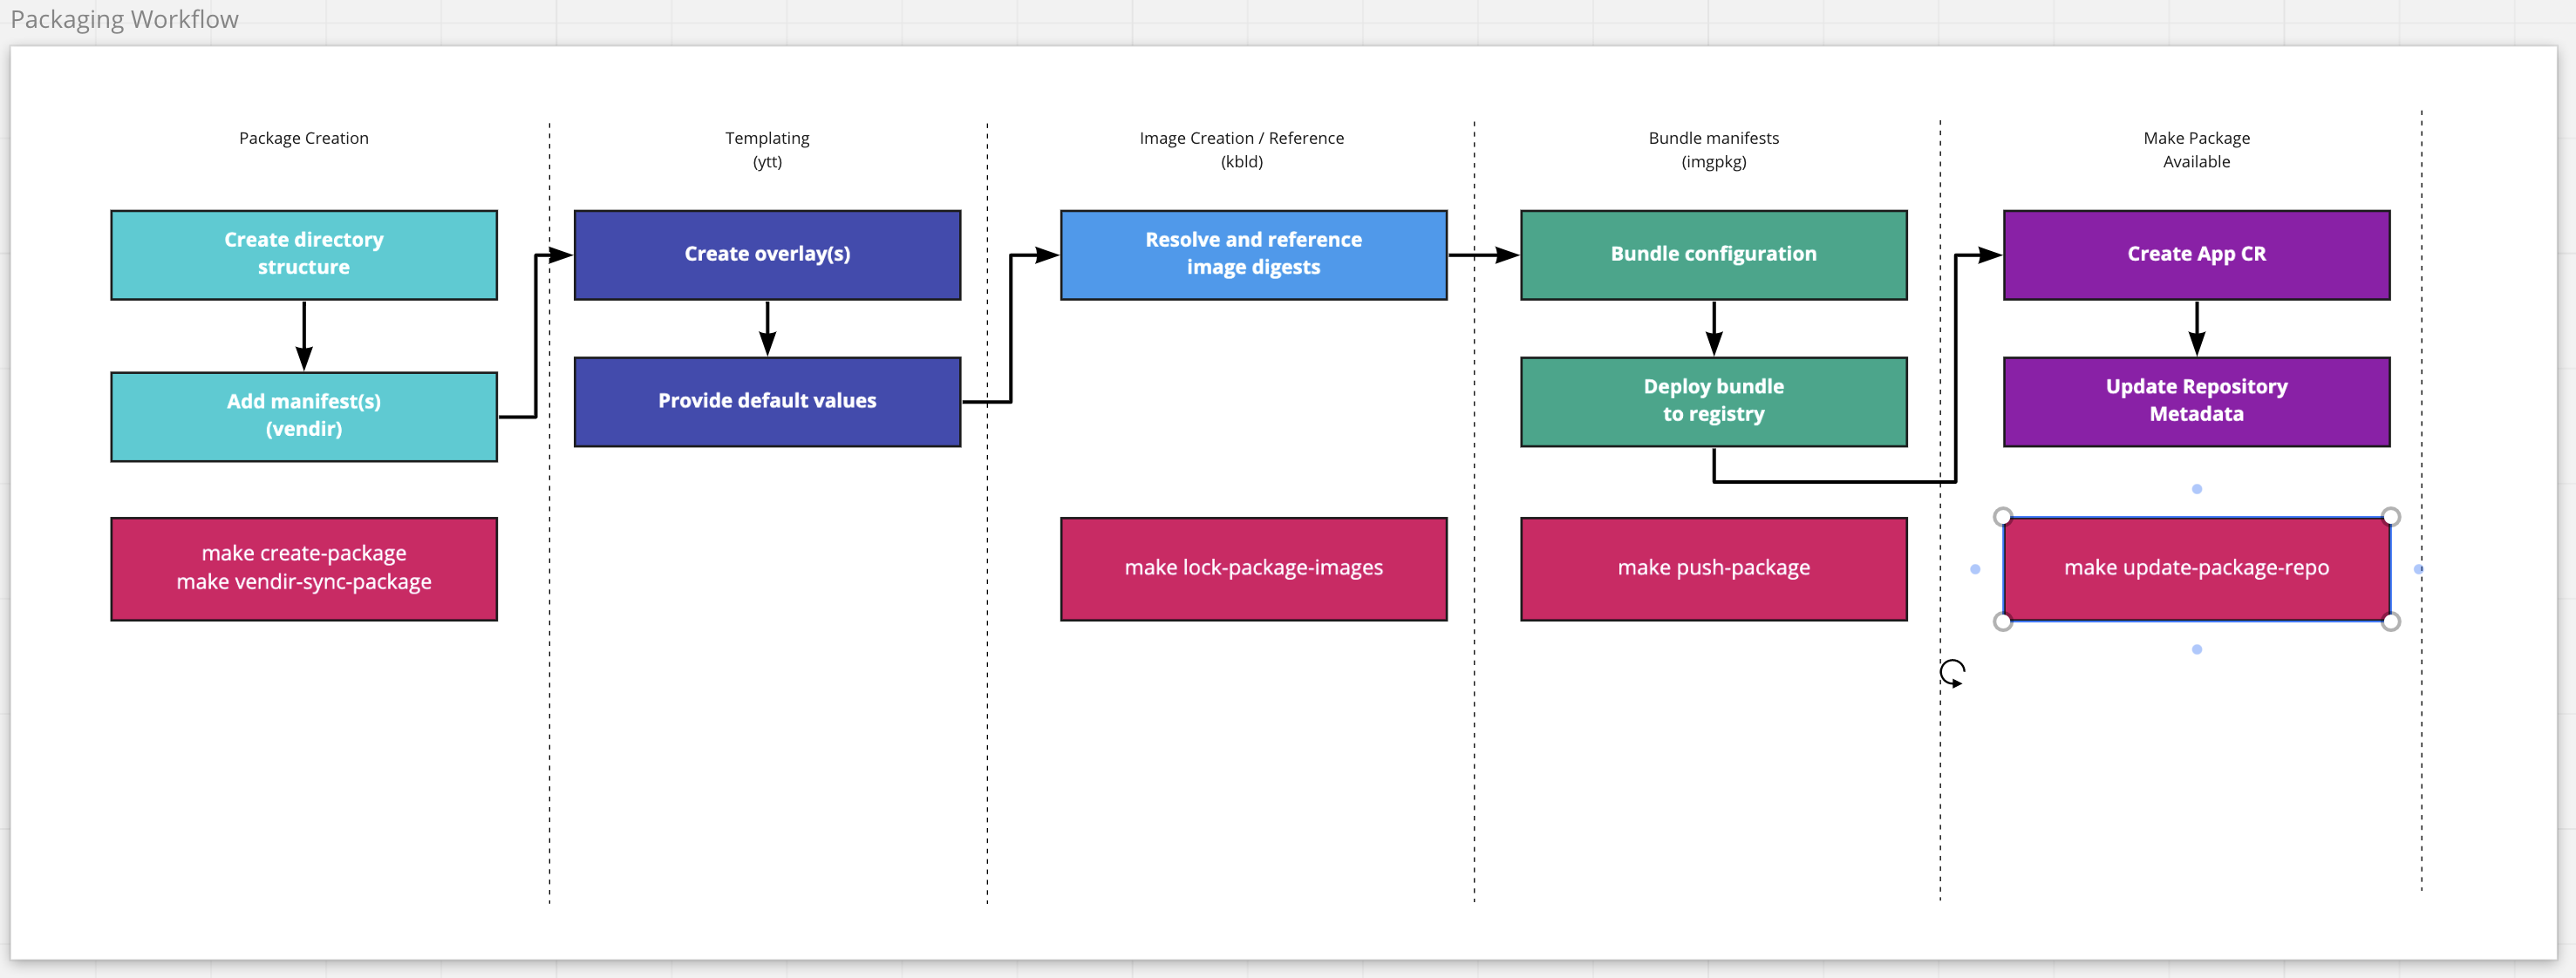 Packaging Workflow
Package Creation
Templating
(ytt)
Image Creation / Reference
(kbld)
Bundle manifests
(imgpkg)
Make Package
Available
Create directory
structure
Create overlay(s)
Resolve and reference
image digests
Bundle configuration
Create App CR
Add manifest(s)
(vendir)
Provide default values
Deploy bundle
to registry
Update Repository
Metadata
make create-package
make vendir-sync-package
make lock-package-images
make push-package
make update-package-repo